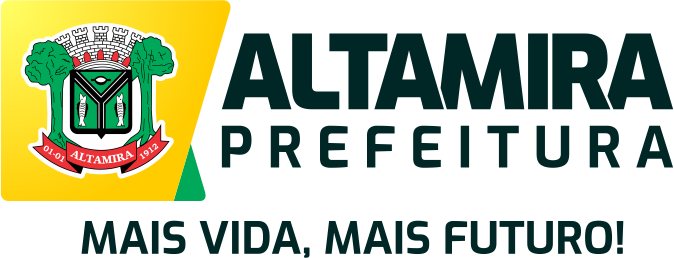 ALTAMIRA
PREFEITURA
01-01 ALTAMIRA 1912
MAIS VIDA, MAIS FUTURO!